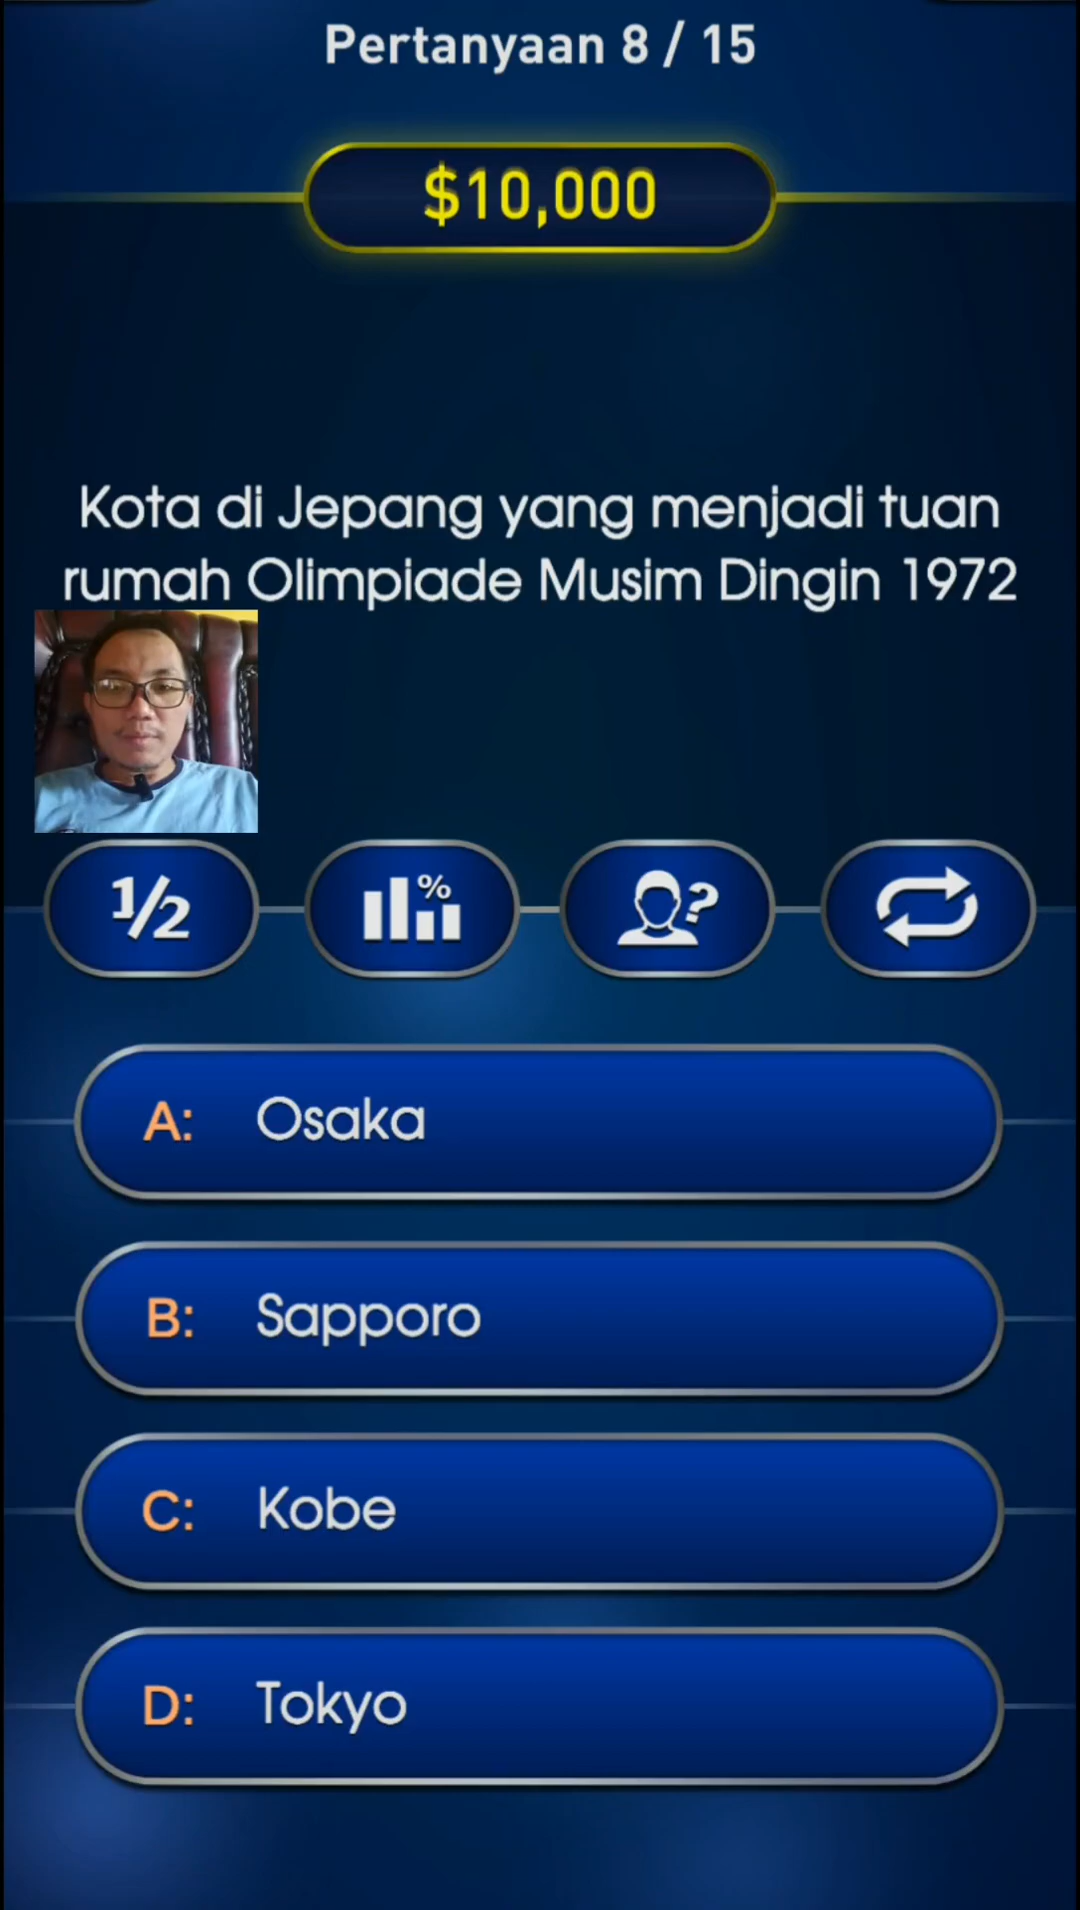 Pertanyaan 8 / 15
$10,000
Kota di Jepang yang menjadi tuan
rumah Olimpiade Musim Dingin 1972
1/2
%
?
A: Osaka
B: Sapporo
C: Kobe
D: Tokyo